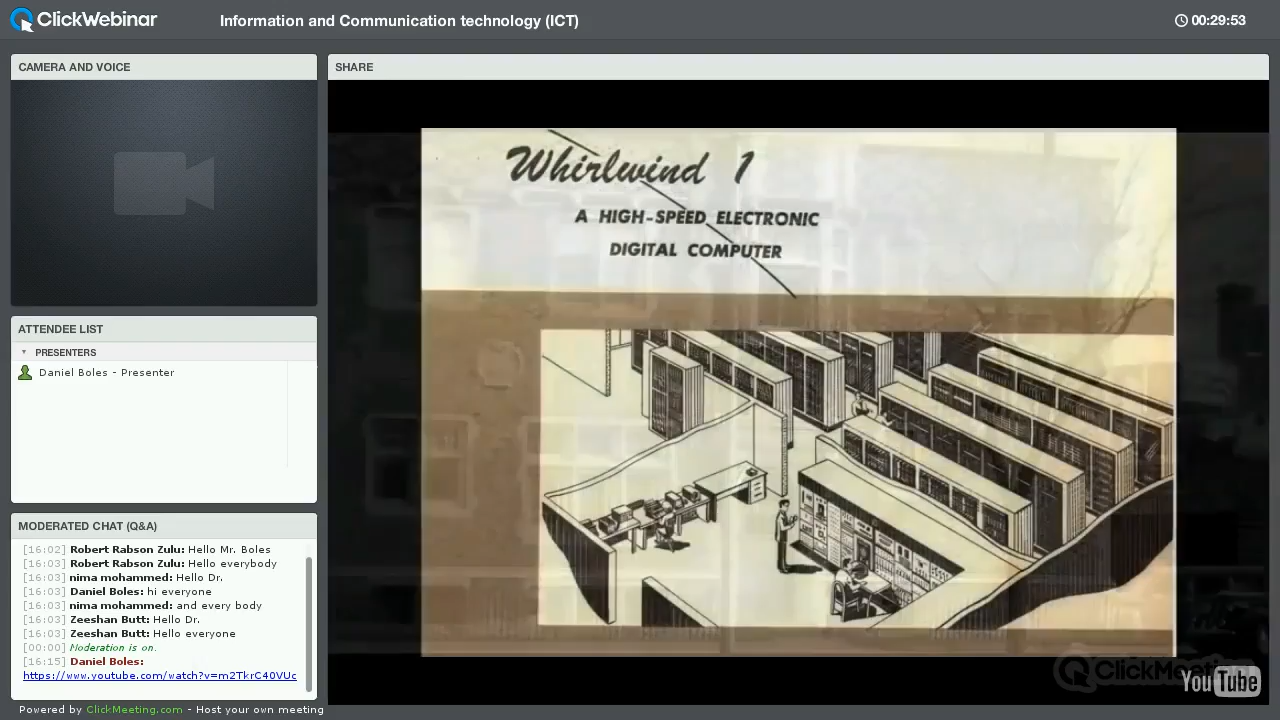 ClickWebinar
Information and Communication technology (ICT)
00:29:53
CAMERA AND VOICE
SHARE
Whirlwind 1
A HIGH-SPEED ELECTRONIC
DIGITAL COMPUTER
ATTENDEE LIST
PRESENTERS
Daniel Boles - Presenter
MODERATED CHAT (Q&A)
[16:02] Robert Rabson Zulu: Hello Mr. Boles
[16:03] Robert Rabson Zulu: Hello everybody
[16:03] nima mohammed: Hello Dr.
[16:03] Daniel Boles: hi everyone
[16:03] nima mohammed: and every body
[16:03] Zeeshan Butt: Hello Dr.
[16:03] Zeeshan Butt: Hello everyone
[00:00] Moderation is on.
[16:15] Daniel Boles:
https://www.youtube.com/watch?v=m2TkrC40VUc
ClickMeeting
YouTube
Powered by ClickMeeting.com - Host your own meeting